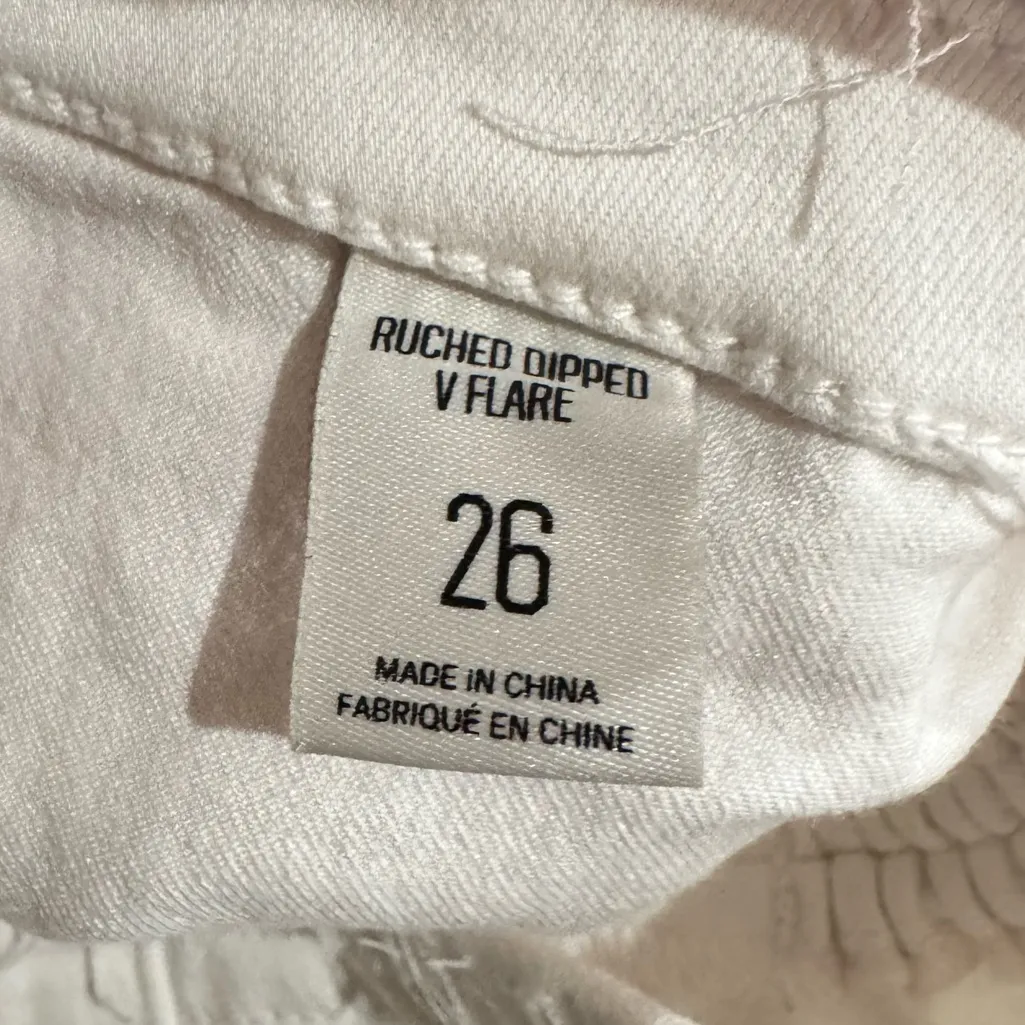 RUCHED DIPPED
V FLARE
26
MADE IN CHINA
FABRIQUÉ EN CHINE